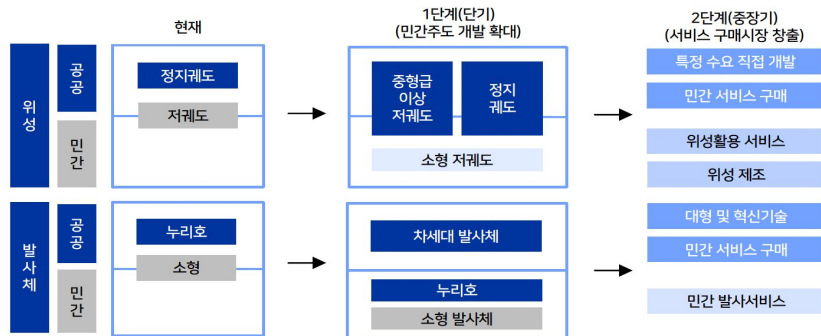 현재
1단계(단기)
(민간주도 개발 확대)
2단계(중장기)
(서비스 구매시장 창출)
위성
공공
민간
정지궤도
저궤도
중형급
이상
저궤도
정지
궤도
소형 저궤도
특정 수요 직접 개발
민간 서비스 구매
위성활용 서비스
위성 제조
발사체
공공
민간
누리호
소형
차세대 발사체
누리호
소형 발사체
대형 및 혁신기술
민간 서비스 구매
민간 발사서비스